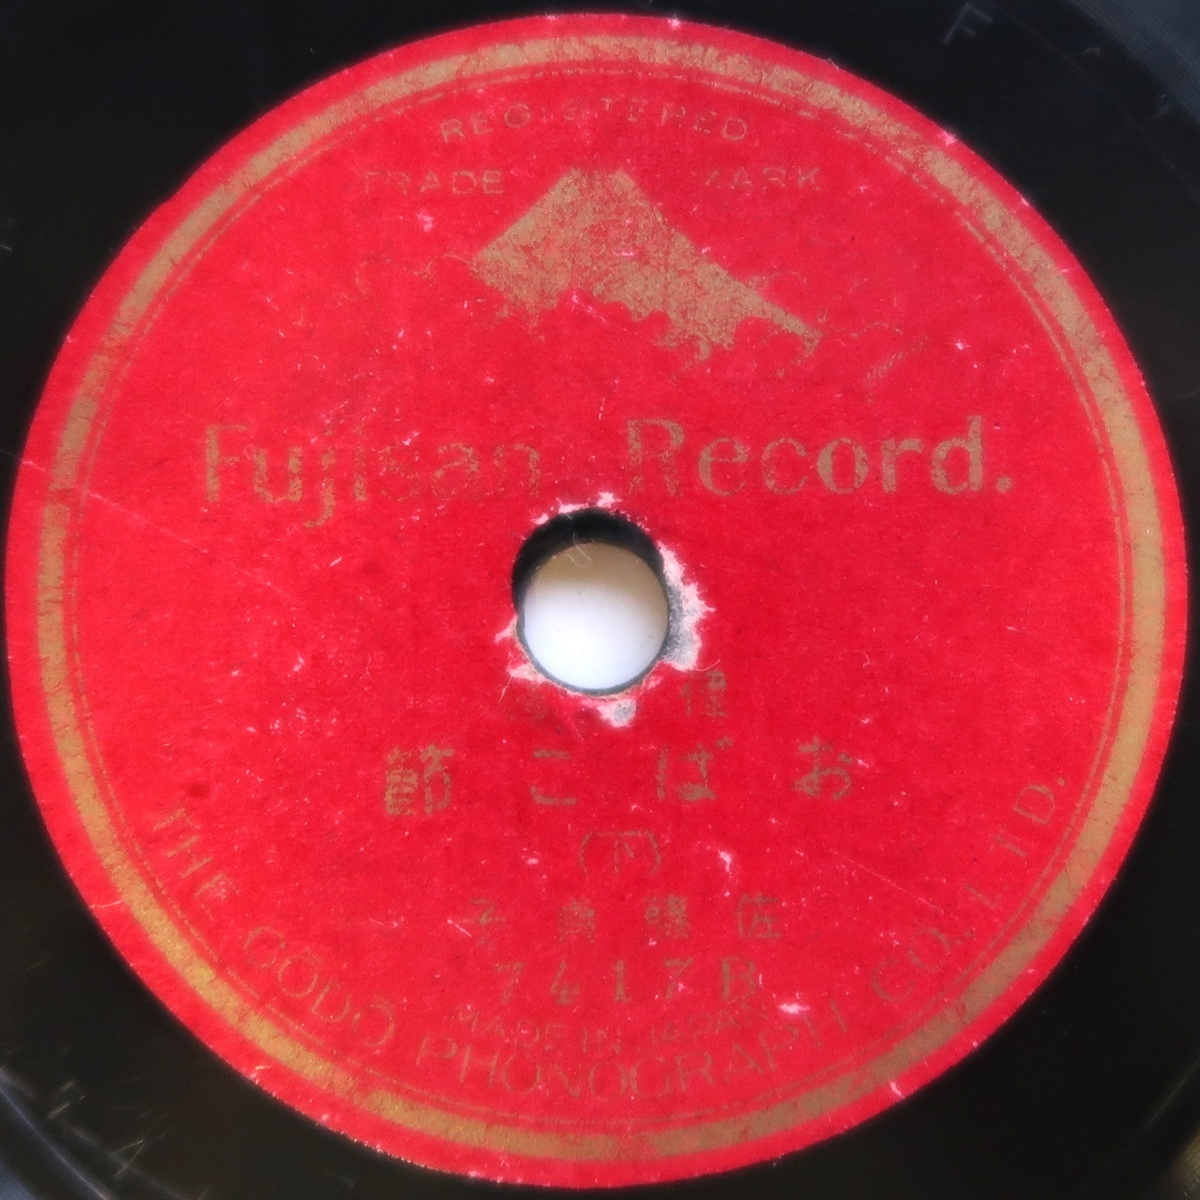 REGISTERED
TRADE MARK
Fujisan Record.
おばこ節
(下)
7417B
MADE IN JAPAN
THE GODO PHONOGRAPH CO., LTD.